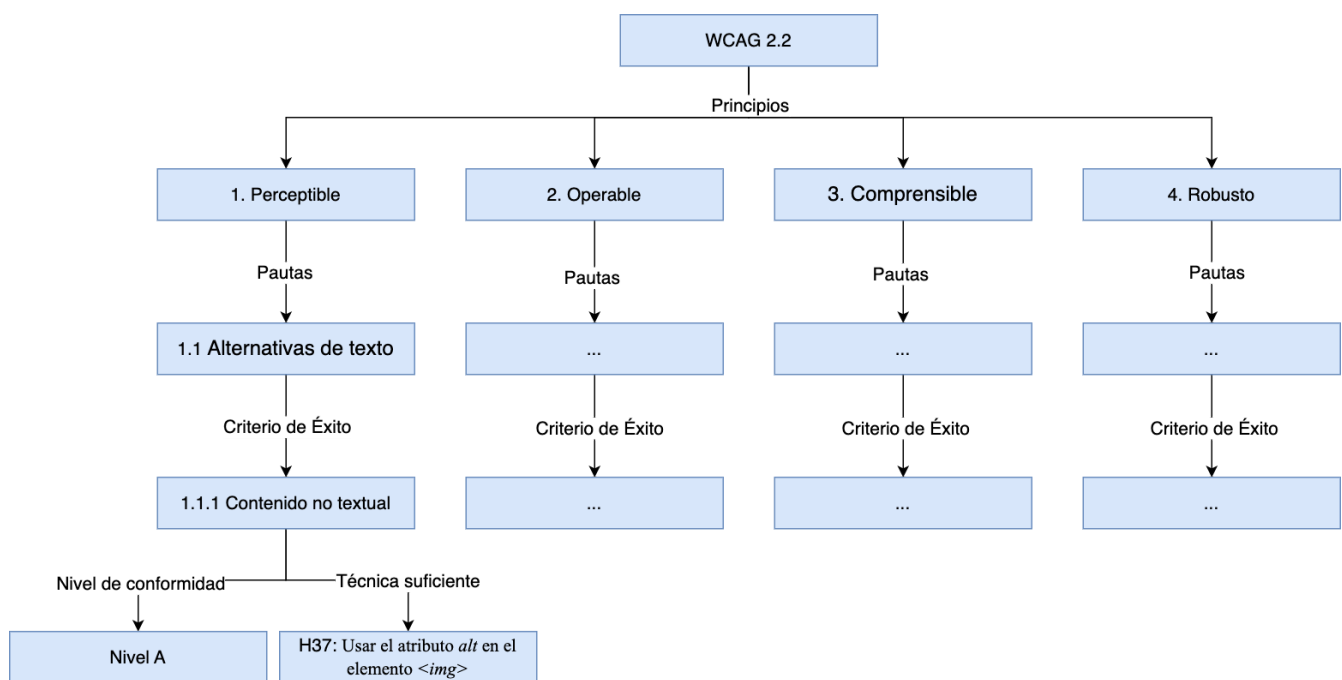 WCAG 2.2
Principios
1. Perceptible
2. Operable
3. Comprensible
4. Robusto
Pautas
Pautas
Pautas
Pautas
1.1 Alternativas de texto
...
...
...
Criterio de Éxito
Criterio de Éxito
Criterio de Éxito
Criterio de Éxito
1.1.1 Contenido no textual
...
...
...
Nivel de conformidad
Técnica suficiente
Nivel A
H37: Usar el atributo alt en el
elemento <img>